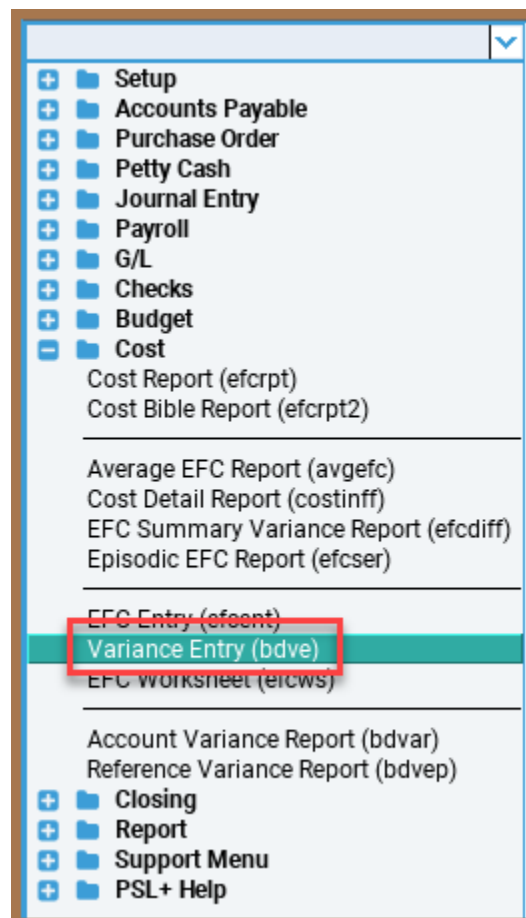 Setup
Accounts Payable
Purchase Order
Petty Cash
Journal Entry
Payroll
G/L
Checks
Budget
Cost
Cost Report (efcrpt)
Cost Bible Report (efcrpt2)
Average EFC Report (avgefc)
Cost Detail Report (costinff)
EFC Summary Variance Report (efcdiff)
Episodic EFC Report (efcser)
EFC Entry (efcent)
Variance Entry (bdve)
EFC Worksheet (efcws)
Account Variance Report (bdvar)
Reference Variance Report (bdvep)
Closing
Report
Support Menu
PSL+ Help